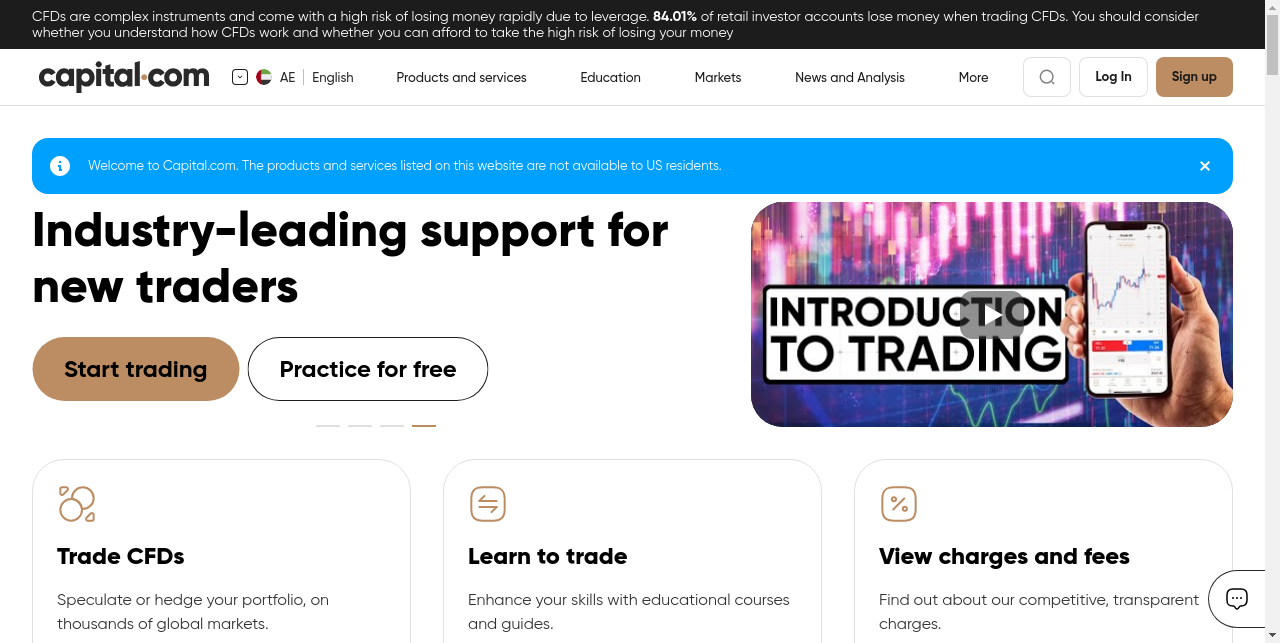 CFDs are complex instruments and come with a high risk of losing money rapidly due to leverage. 84.01% of retail investor accounts lose money when trading CFDs. You should consider
whether you understand how CFDs work and whether you can afford to take the high risk of losing your money
capital.com
AE
English
Products and services
Education
Markets
News and Analysis
More
Log In
Sign up
Welcome to Capital.com. The products and services listed on this website are not available to US residents.
Industry-leading support for
new traders
Start trading
Practice for free
INTRODUCTION
TO TRADING
Trade CFDs
Speculate or hedge your portfolio, on
thousands of global markets.
Learn to trade
Enhance your skills with educational courses
and guides.
View charges and fees
Find out about our competitive, transparent
charges.